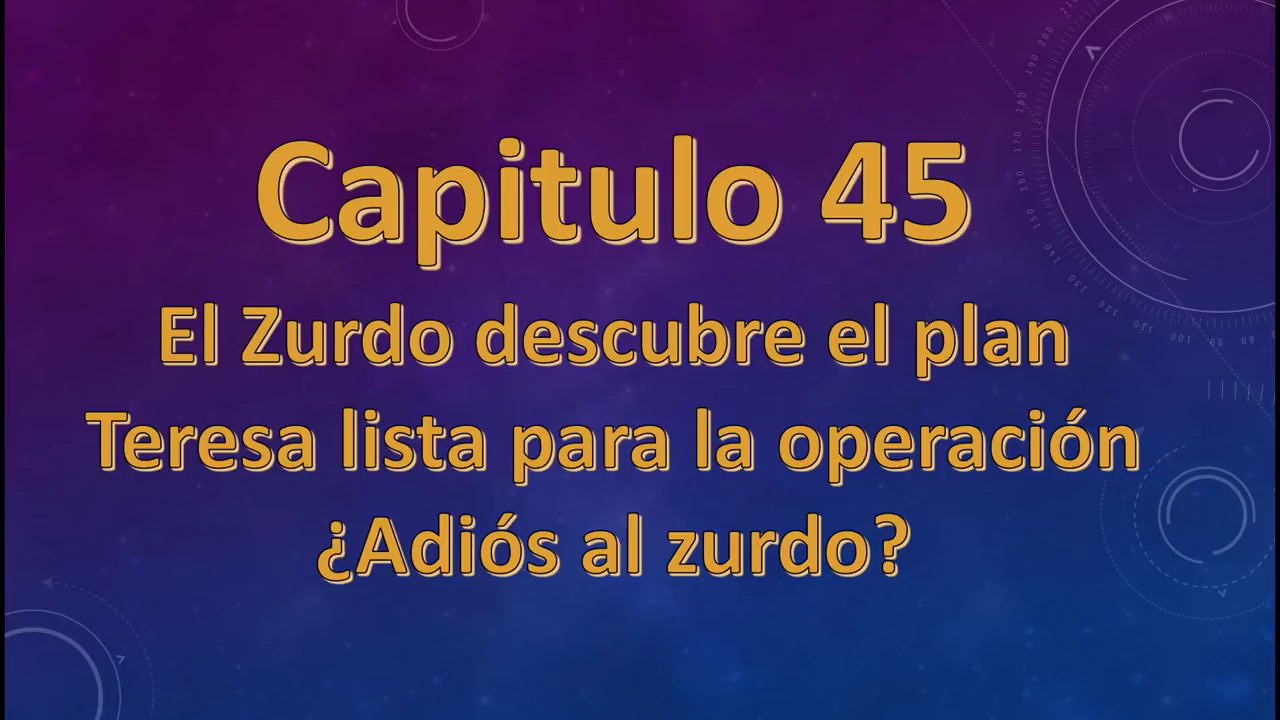 Capitulo 45
El Zurdo descubre el plan
Teresa lista para la operación
¿Adiós al zurdo?